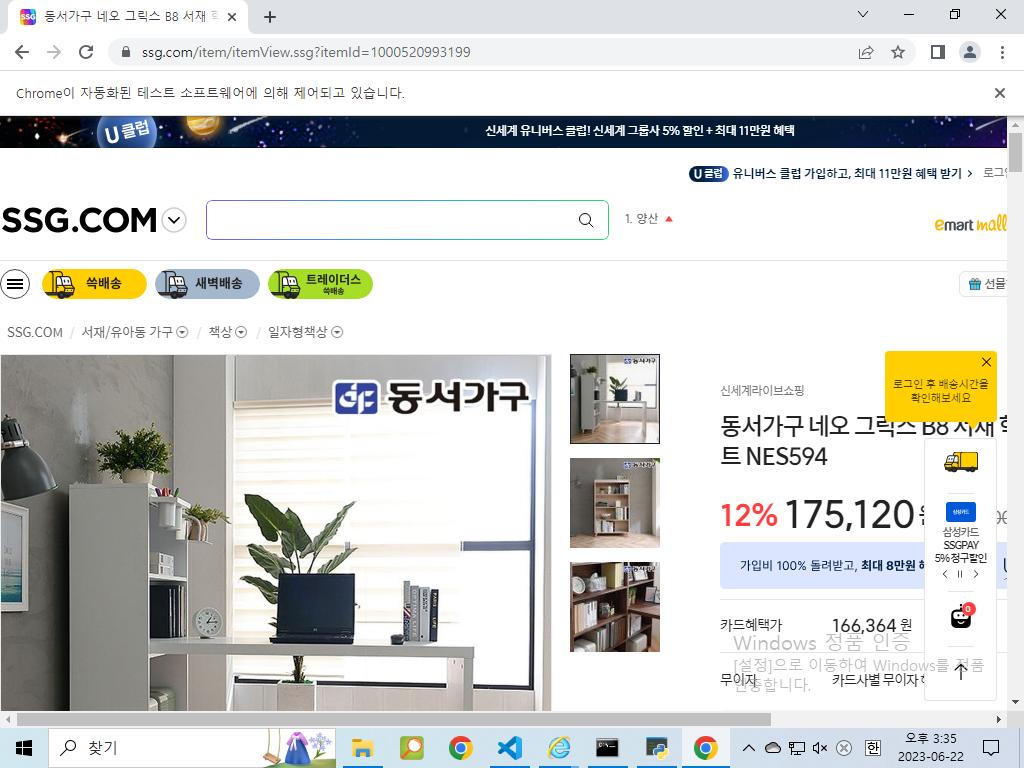 동서가구 네오 그릭스 B8 서재 학
ssg.com/item/itemView.ssg?itemId=1000520993199
Chrome이 자동화된 테스트 소프트웨어에 의해 제어되고 있습니다.
U 클럽
신세계 유니버스 클럽! 신세계 그룹사 5% 할인 + 최대 11만원 혜택
U 클럽 유니버스 클럽 가입하고, 최대 11만원 혜택 받기
SSG.COM
1. 양산
emart mall
쓱배송
새벽배송
트레이더스
쓱배송
선물
SSG.COM / 서재/유아동 가구 / 책상 / 일자형책상
동서가구
로그인 후 배송시간을
확인해보세요
신세계라이브쇼핑
동서가구 네오 그릭스 B8 서재
트 NES594
12% 175,120
가입비 100% 돌려받고, 최대 8만원
삼성카드
SSGPAY
5% 청구할인
0
카드혜택가 166,364 원
Windows 정품 인증
[설정]으로 이동하여 Windows를 정품
인증합니다.
무이자 카드사별 무이자
찾기
한
오후 3:35
2023-06-22